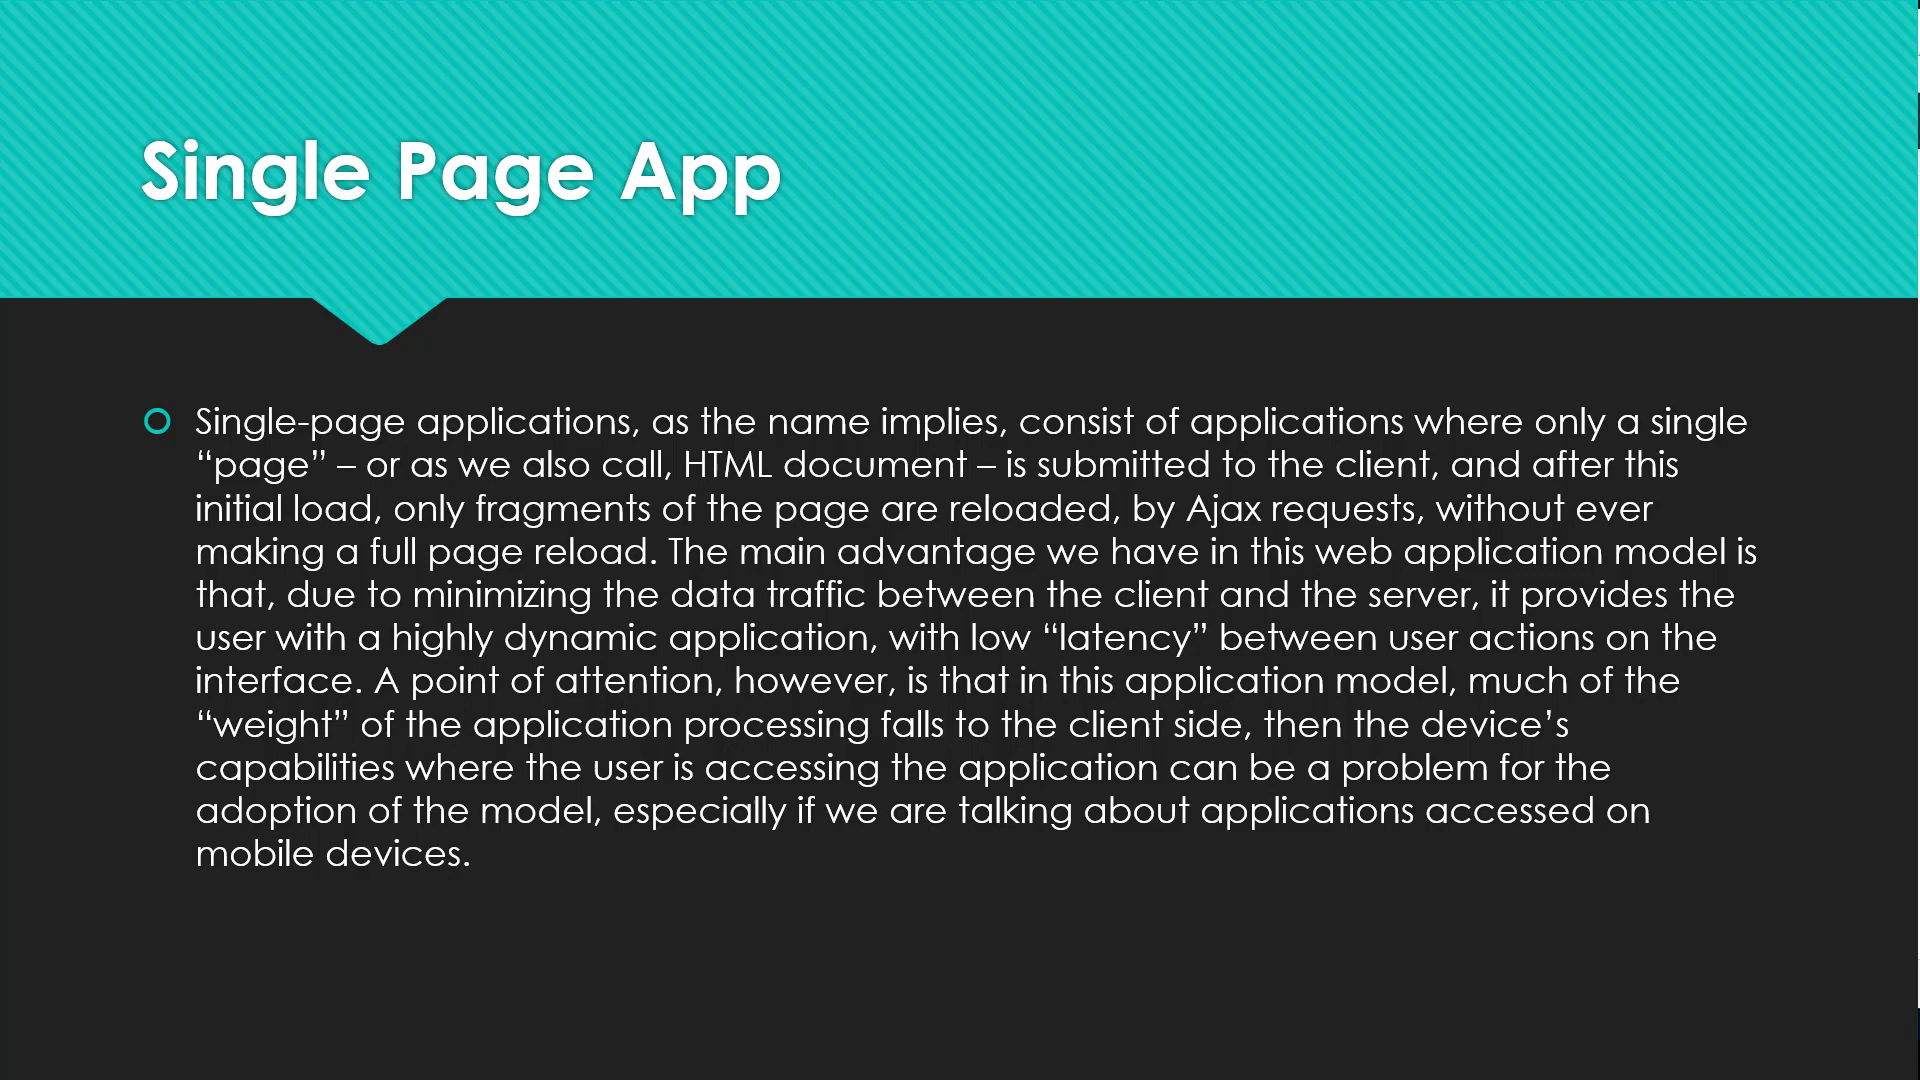 Single Page App
Single-page applications, as the name implies, consist of applications where only a single
“page” – or as we also call, HTML document – is submitted to the client, and after this
initial load, only fragments of the page are reloaded, by Ajax requests, without ever
making a full page reload. The main advantage we have in this web application model is
that, due to minimizing the data traffic between the client and the server, it provides the
user with a highly dynamic application, with low “latency” between user actions on the
interface. A point of attention, however, is that in this application model, much of the
“weight” of the application processing falls to the client side, then the device’s
capabilities where the user is accessing the application can be a problem for the
adoption of the model, especially if we are talking about applications accessed on
mobile devices.